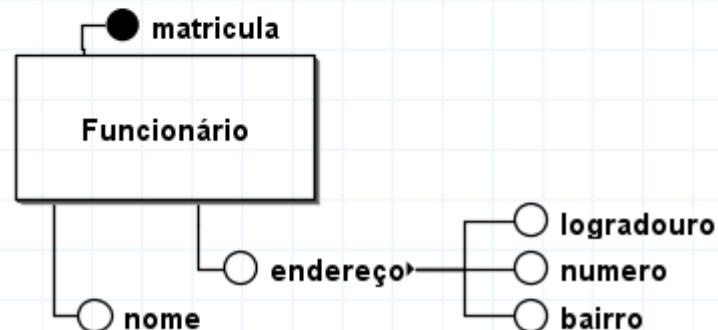 matricula
Funcionário
logradouro
endereço
numero
nome
bairro